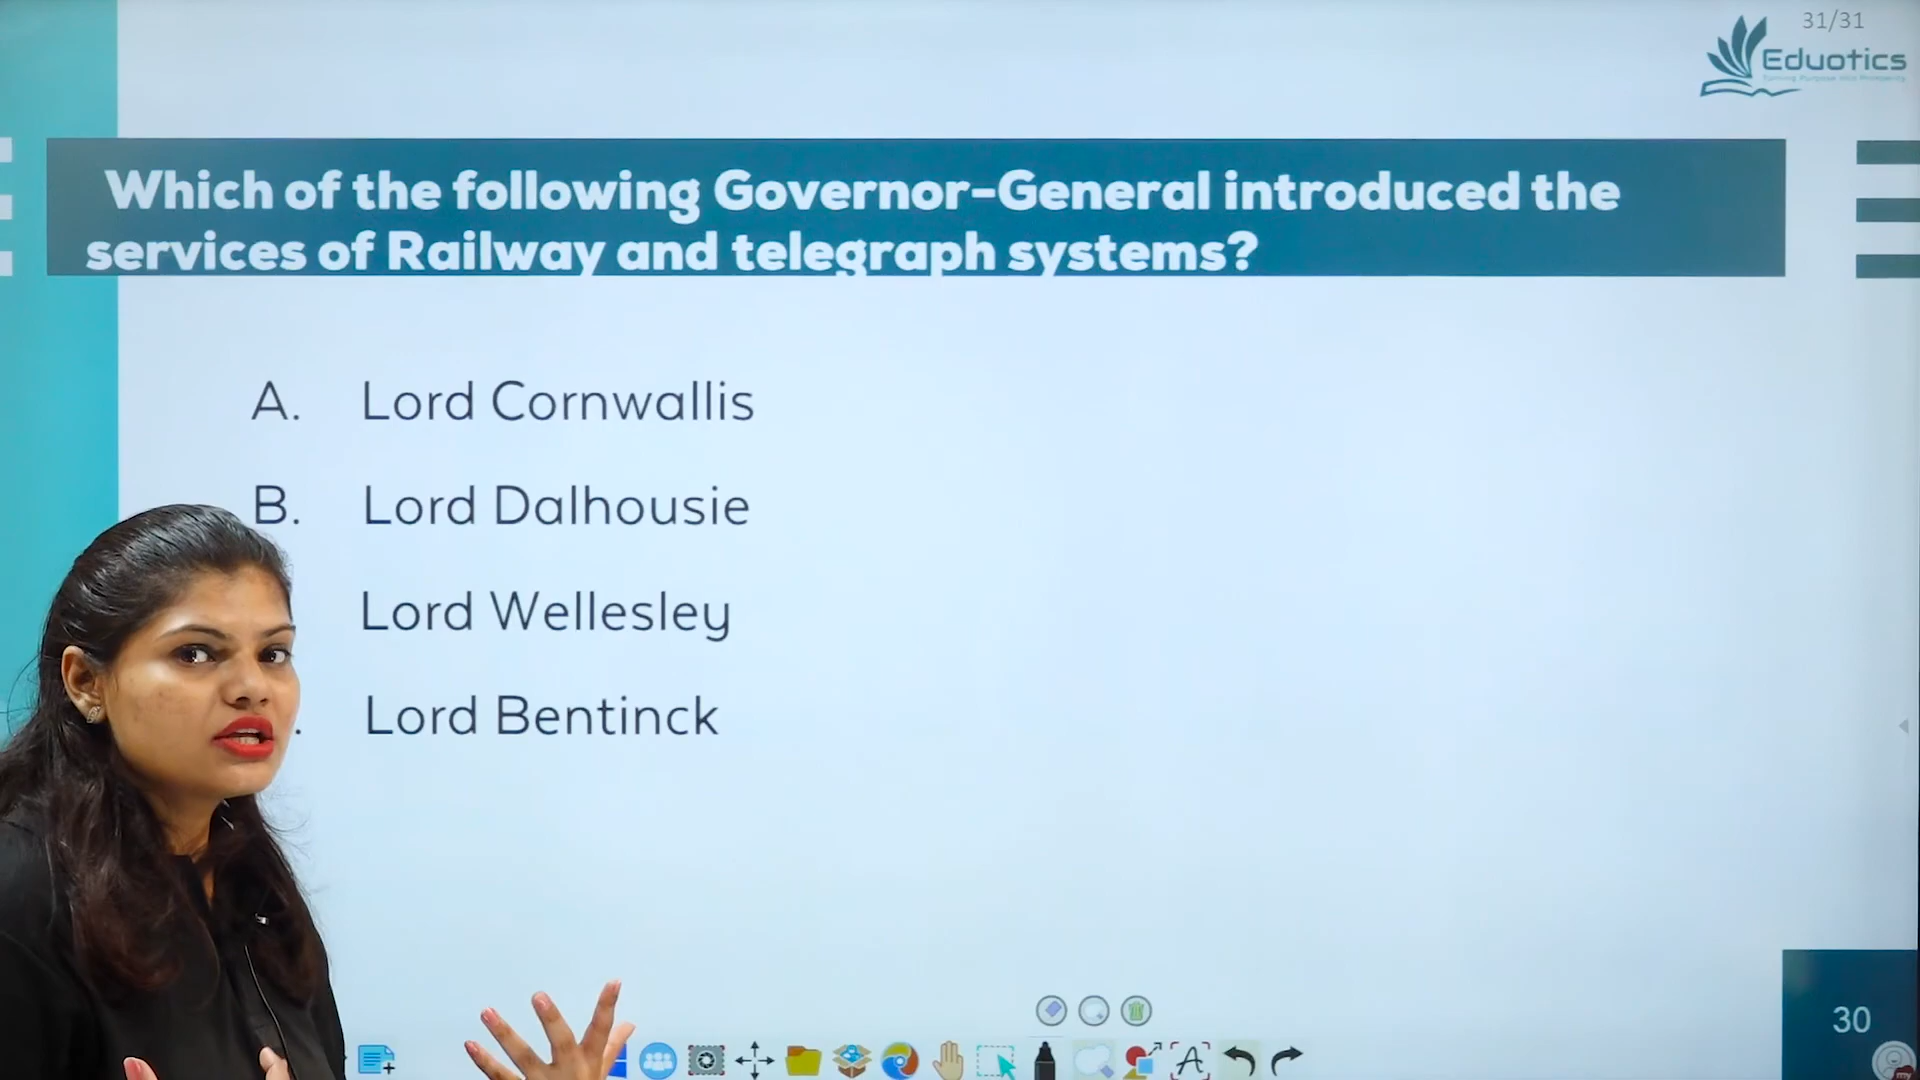 31/31
Eduotics
Which of the following Governor-General introduced the
services of Railway and telegraph systems?
A. Lord Cornwallis
B. Lord Dalhousie
Lord Wellesley
Lord Bentinck
30